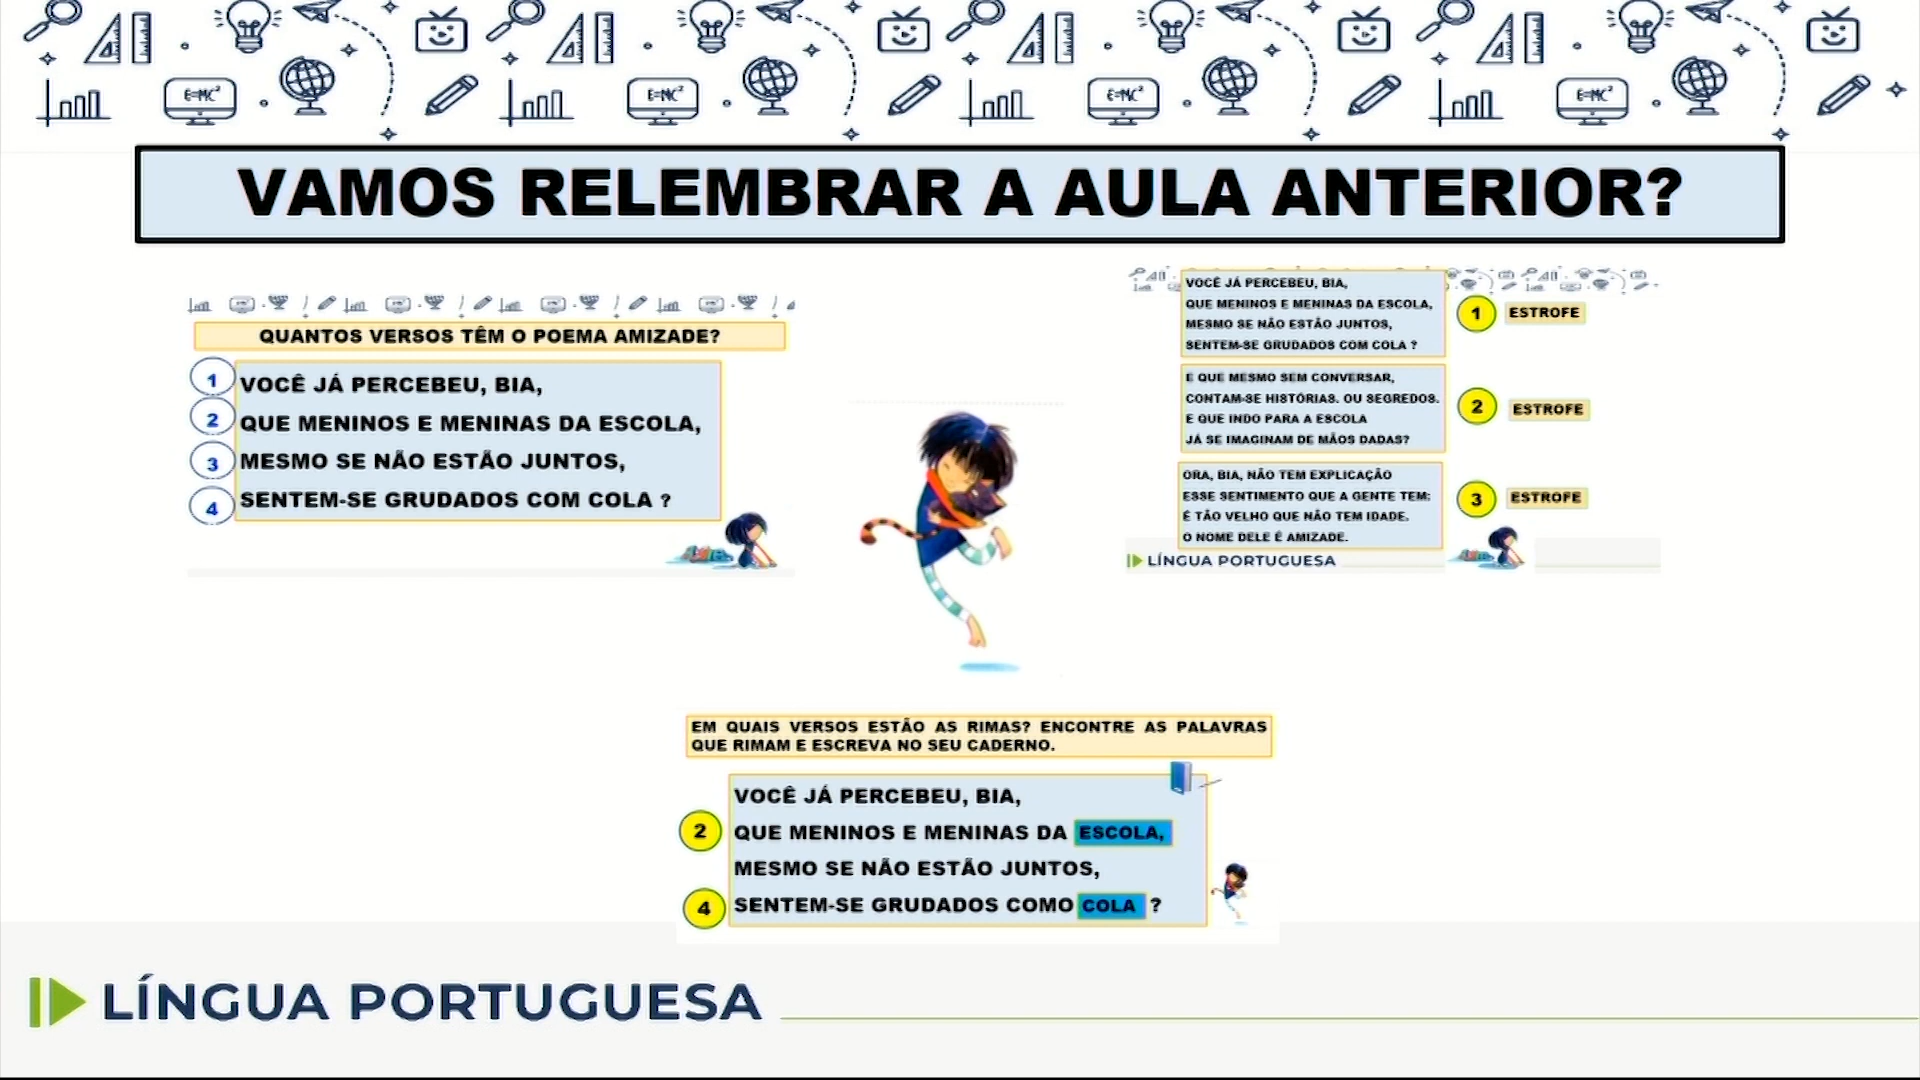 E=MC²
E=MC²
E=MC²
E=MC²
VAMOS RELEMBRAR A AULA ANTERIOR?
QUANTOS VERSOS TÊM O POEMA AMIZADE?
1 VOCÊ JÁ PERCEBEU, BIA,
2 QUE MENINOS E MENINAS DA ESCOLA,
3 MESMO SE NÃO ESTÃO JUNTOS,
4 SENTEM-SE GRUDADOS COM COLA ?
VOCÊ JÁ PERCEBEU, BIA,
QUE MENINOS E MENINAS DA ESCOLA,
MESMO SE NÃO ESTÃO JUNTOS,
SENTEM-SE GRUDADOS COM COLA ?
1 ESTROFE
E QUE MESMO SEM CONVERSAR,
CONTAM-SE HISTÓRIAS. OU SEGREDOS.
E QUE INDO PARA A ESCOLA
JÁ SE IMAGINAM DE MÃOS DADAS?
2 ESTROFE
ORA, BIA, NÃO TEM EXPLICAÇÃO
ESSE SENTIMENTO QUE A GENTE TEM:
É TÃO VELHO QUE NÃO TEM IDADE.
O NOME DELE É AMIZADE.
3 ESTROFE
LÍNGUA PORTUGUESA
EM QUAIS VERSOS ESTÃO AS RIMAS? ENCONTRE AS PALAVRAS
QUE RIMAM E ESCREVA NO SEU CADERNO.
VOCÊ JÁ PERCEBEU, BIA,
2 QUE MENINOS E MENINAS DA ESCOLA,
MESMO SE NÃO ESTÃO JUNTOS,
4 SENTEM-SE GRUDADOS COMO COLA ?
LÍNGUA PORTUGUESA